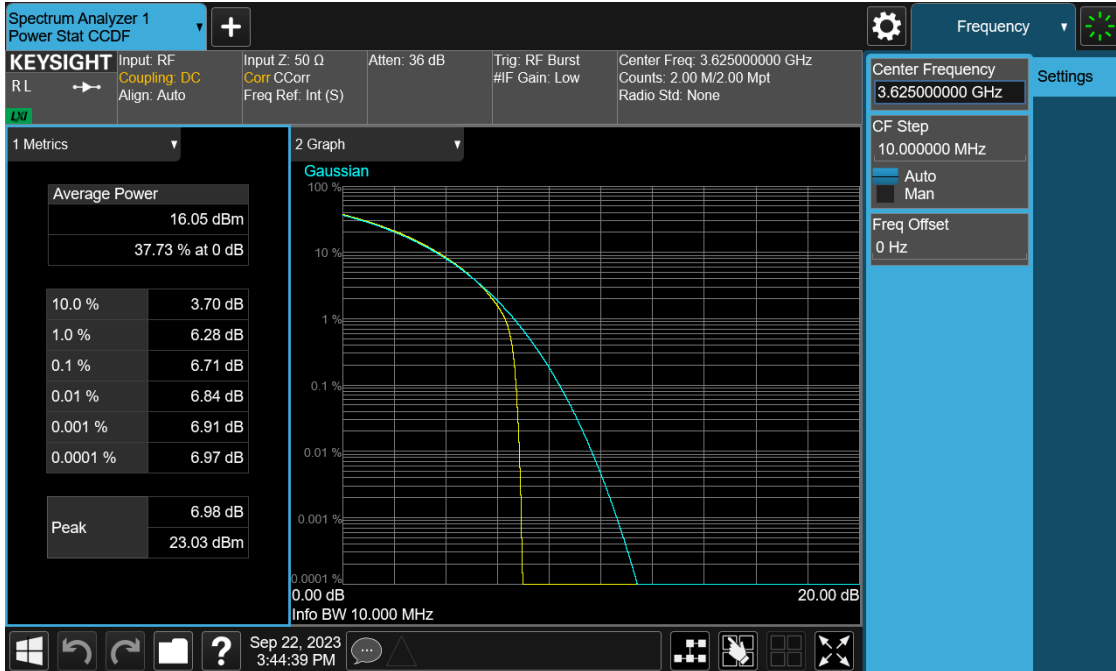 Spectrum Analyzer 1
Power Stat CCDF
+
Frequency
KEYSIGHT
R L
LXI
Input: RF
Coupling: DC
Align: Auto
Input Z: 50 Ω
Corr CCorr
Freq Ref: Int (S)
Atten: 36 dB
Trig: RF Burst
#IF Gain: Low
Center Freq: 3.625000000 GHz
Counts: 2.00 M/2.00 Mpt
Radio Std: None
Center Frequency
3.625000000 GHz
Settings
CF Step
10.000000 MHz
Auto
Man
Freq Offset
0 Hz
1 Metrics
Average Power
16.05 dBm
37.73 % at 0 dB
10.0 % 3.70 dB
1.0 % 6.28 dB
0.1 % 6.71 dB
0.01 % 6.84 dB
0.001 % 6.91 dB
0.0001 % 6.97 dB
Peak
6.98 dB
23.03 dBm
2 Graph
Gaussian
100 %
10 %
1 %
0.1 %
0.01 %
0.001 %
0.0001 %
0.00 dB 20.00 dB
Info BW 10.000 MHz
?
Sep 22, 2023
3:44:39 PM